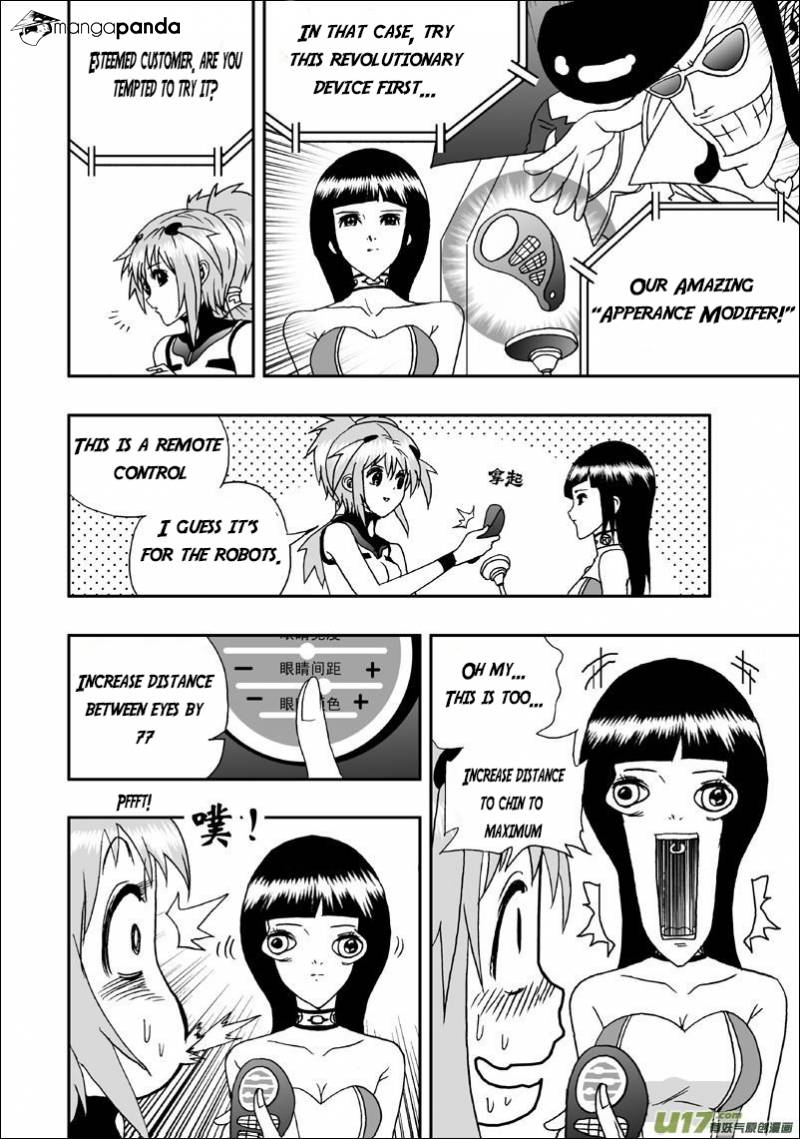 mangapanda
ESTEEMED CUSTOMER, ARE YOU
TEMPTED TO TRY IT?
IN THAT CASE, TRY
THIS REVOLUTIONARY
DEVICE FIRST...
OUR AMAZING
“APPERANCE MODIFER!”
THIS IS A REMOTE
CONTROL
I GUESS IT'S
FOR THE ROBOTS.
拿起
INCREASE DISTANCE
BETWEEN EYES BY
77
− 眼睛间距 +
− 眼 色 +
OH MY...
THIS IS TOO...
INCREASE DISTANCE
TO CHIN TO
MAXIMUM
PFFFT!
噗！
U17.com
有妖气原创漫画